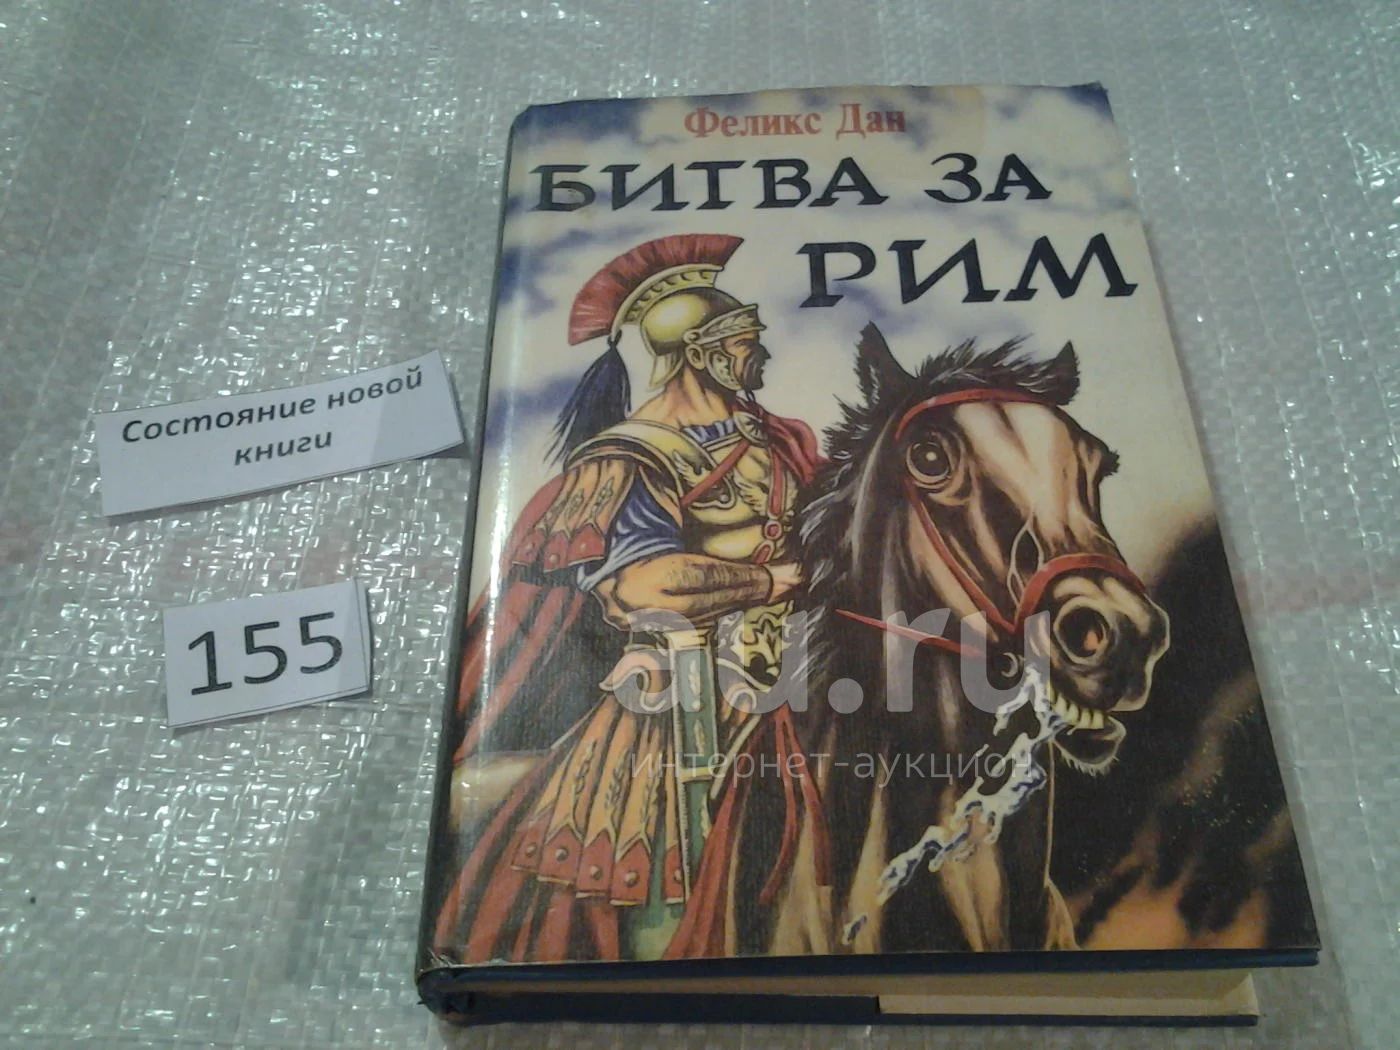 Феликс Дан
БИТВА ЗА
РИМ
Состояние новой
книги
155
au.ru
интернет-аукцион